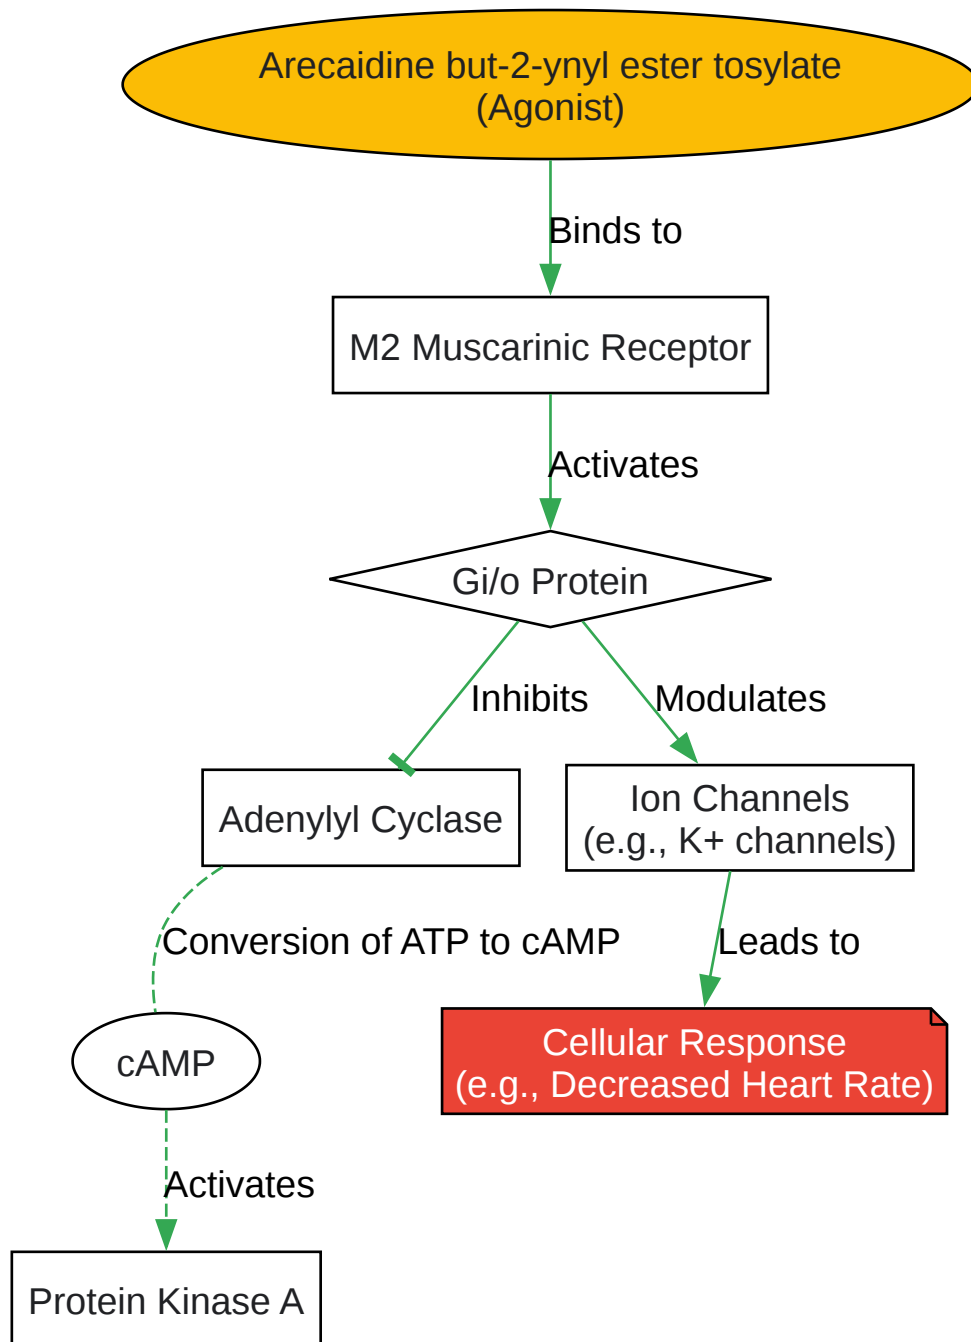 Arecaidine but-2-ynyl ester tosylate
(Agonist)
Binds to
M2 Muscarinic Receptor
Activates
Gi/o Protein
Inhibits
Modulates
Adenylyl Cyclase
Ion Channels
(e.g., K+ channels)
Conversion of ATP to cAMP
Leads to
cAMP
Cellular Response
(e.g., Decreased Heart Rate)
Activates
Protein Kinase A